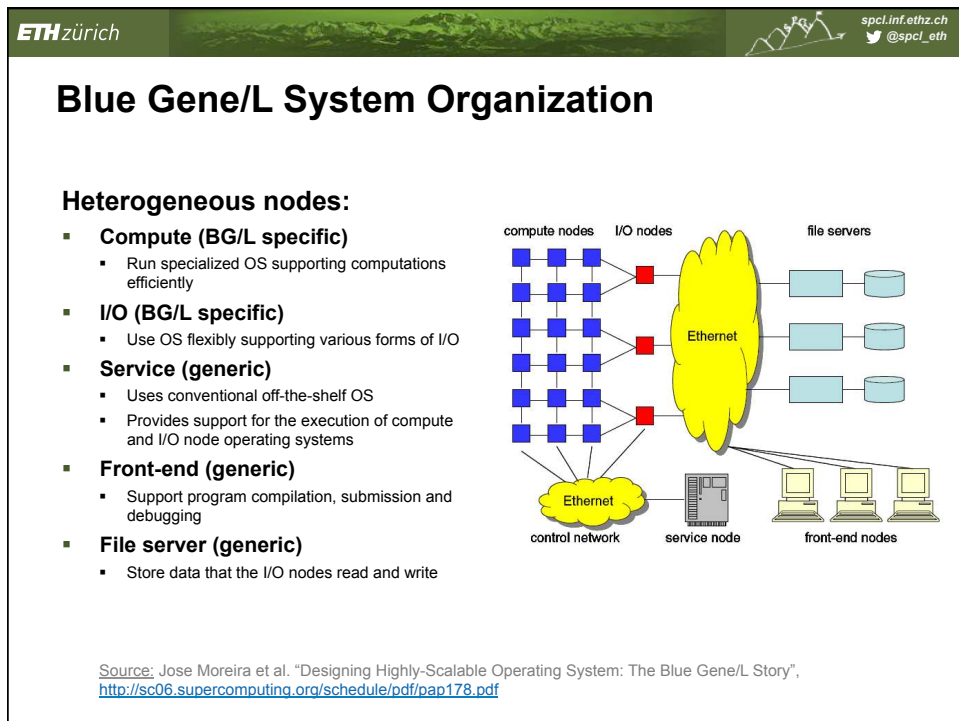 ETH zürich
spcl.inf.ethz.ch
@spcl_eth
Blue Gene/L System Organization
Heterogeneous nodes:
▪ Compute (BG/L specific)
▪ Run specialized OS supporting computations
efficiently
▪ I/O (BG/L specific)
▪ Use OS flexibly supporting various forms of I/O
▪ Service (generic)
▪ Uses conventional off-the-shelf OS
▪ Provides support for the execution of compute
and I/O node operating systems
▪ Front-end (generic)
▪ Support program compilation, submission and
debugging
▪ File server (generic)
▪ Store data that the I/O nodes read and write
compute nodes I/O nodes file servers
Ethernet
Ethernet
control network service node front-end nodes
Source: Jose Moreira et al. “Designing Highly-Scalable Operating System: The Blue Gene/L Story”,
http://sc06.supercomputing.org/schedule/pdf/pap178.pdf